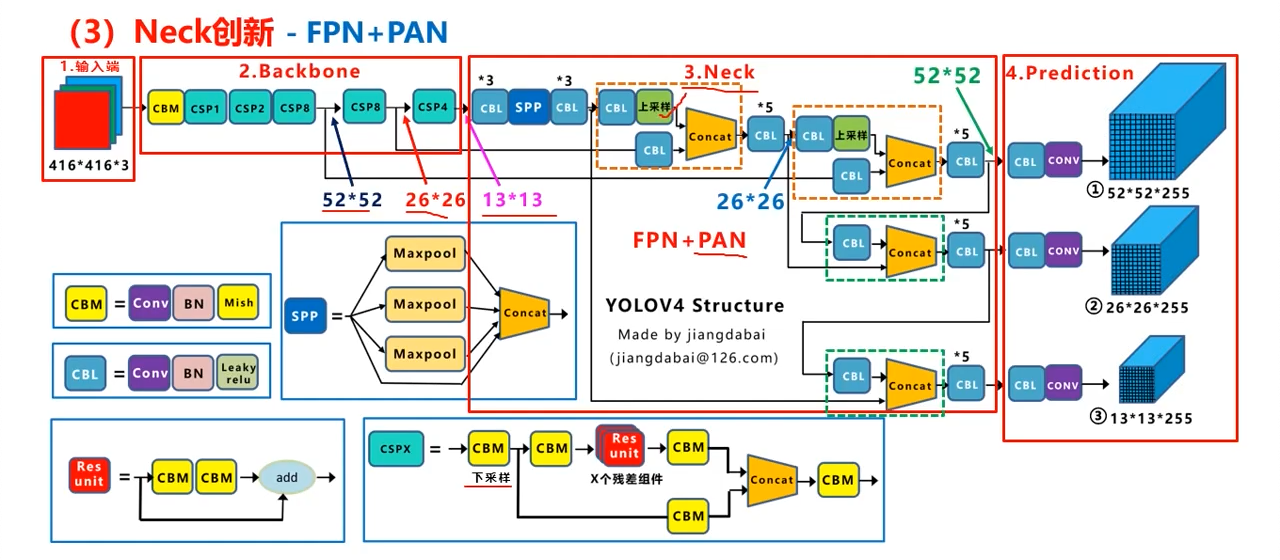 （3）Neck创新 - FPN+PAN
1.输入端
416*416*3
2.Backbone
CBM CSP1 CSP2 CSP8 CSP8 CSP4
52*52 26*26 13*13
3.Neck
*3 *3
CBL SPP CBL CBL 上采样 Concat
CBL
*5
CBL CBL 上采样 Concat
CBL
*5
CBL
52*52
26*26
FPN+PAN
CBL Concat
*5
CBL
CBL Concat
*5
CBL
YOLOV4 Structure
Made by jiangdabai
(jiangdabai@126.com)
4.Prediction
CBL CONV
①52*52*255
CBL CONV
②26*26*255
CBL CONV
③13*13*255
CBM = Conv BN Mish
CBL = Conv BN Leaky
relu
SPP =
Maxpool
Maxpool
Maxpool
Concat
Res
unit
= CBM CBM add
CSPX = CBM CBM Res
unit
CBM
下采样
X个残差组件
Concat CBM
CBM